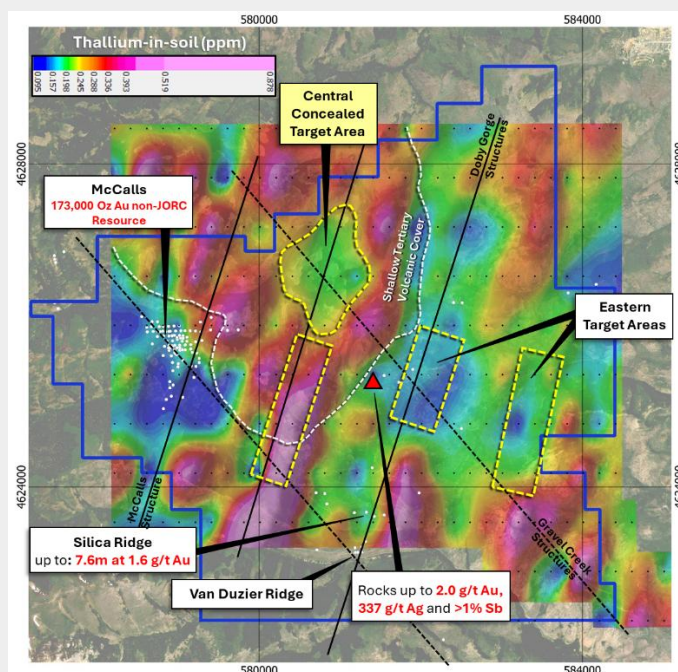 580000
584000
Thallium-in-soil (ppm)
0.095
0.157
0.198
0.245
0.288
0.336
0.393
0.519
0.878
Central
Concealed
Target Area
Doby Gorge
Structures
4628000
4628000
McCalls
173,000 Oz Au non-JORC
Resource
Shallow Tertiary
Volcanic Cover
Eastern
Target Areas
4624000
4624000
McCalls
Structure
Gravel Creek
Structures
Silica Ridge
up to: 7.6m at 1.6 g/t Au
Van Duzier Ridge
Rocks up to 2.0 g/t Au,
337 g/t Ag and >1% Sb
580000
584000